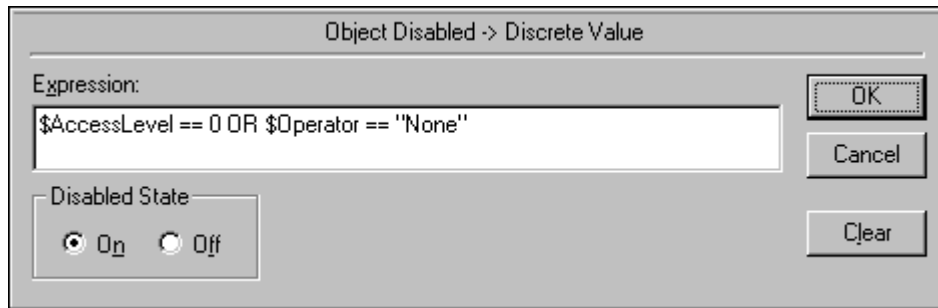 Object Disabled -> Discrete Value
Expression:
OK
$AccessLevel == 0 OR $Operator == "None"
Cancel
Disabled State
On Off
Clear